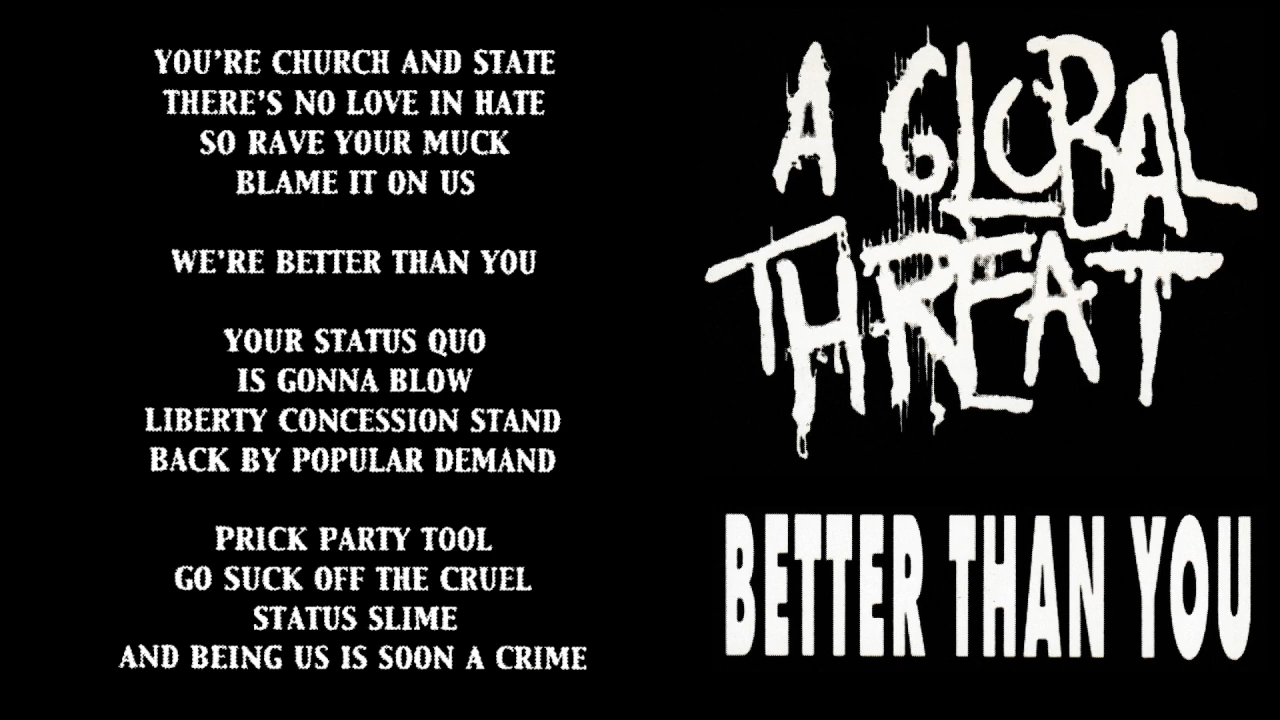 YOU'RE CHURCH AND STATE
THERE'S NO LOVE IN HATE
SO RAVE YOUR MUCK
BLAME IT ON US
WE'RE BETTER THAN YOU
YOUR STATUS QUO
IS GONNA BLOW
LIBERTY CONCESSION STAND
BACK BY POPULAR DEMAND
PRICK PARTY TOOL
GO SUCK OFF THE CRUEL
STATUS SLIME
AND BEING US IS SOON A CRIME
A GLOBAL
THREAT
BETTER THAN YOU